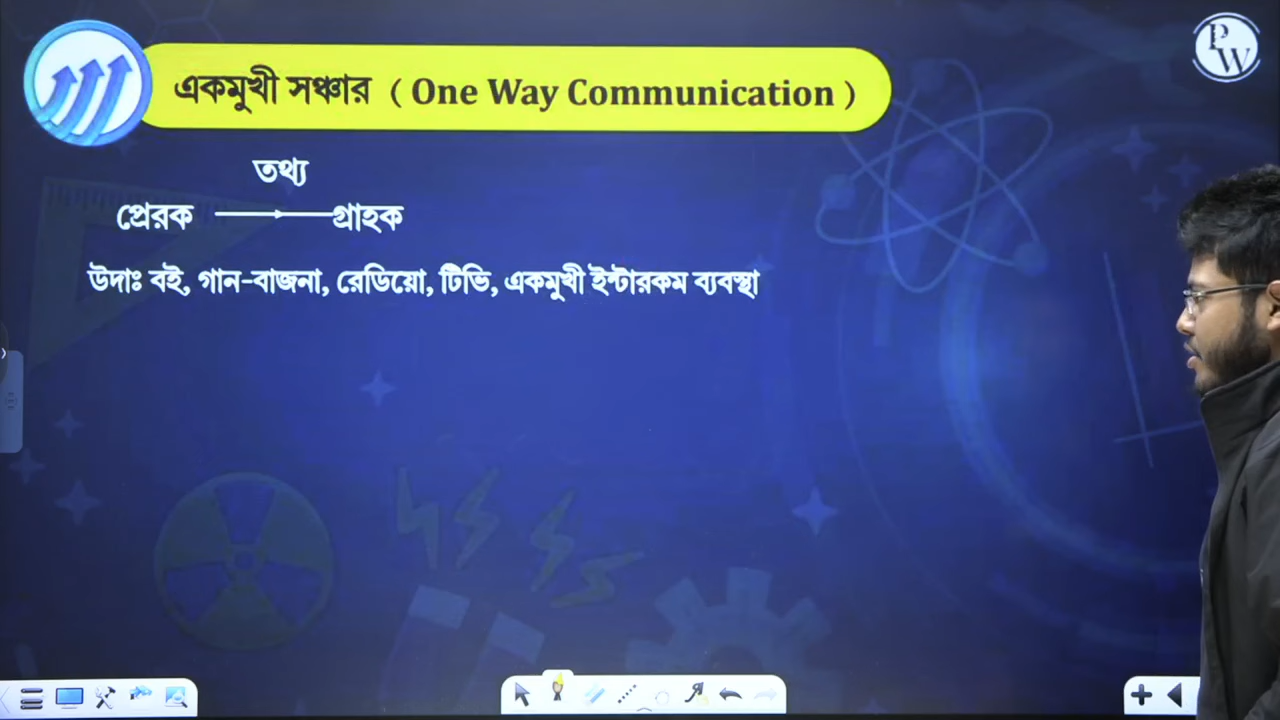 একমুখী সঞ্চার ( One Way Communication )
PW
তথ্য
প্রেরক গ্রাহক
উদাঃ বই, গান-বাজনা, রেডিয়ো, টিভি, একমুখী ইন্টারকম ব্যবস্থা